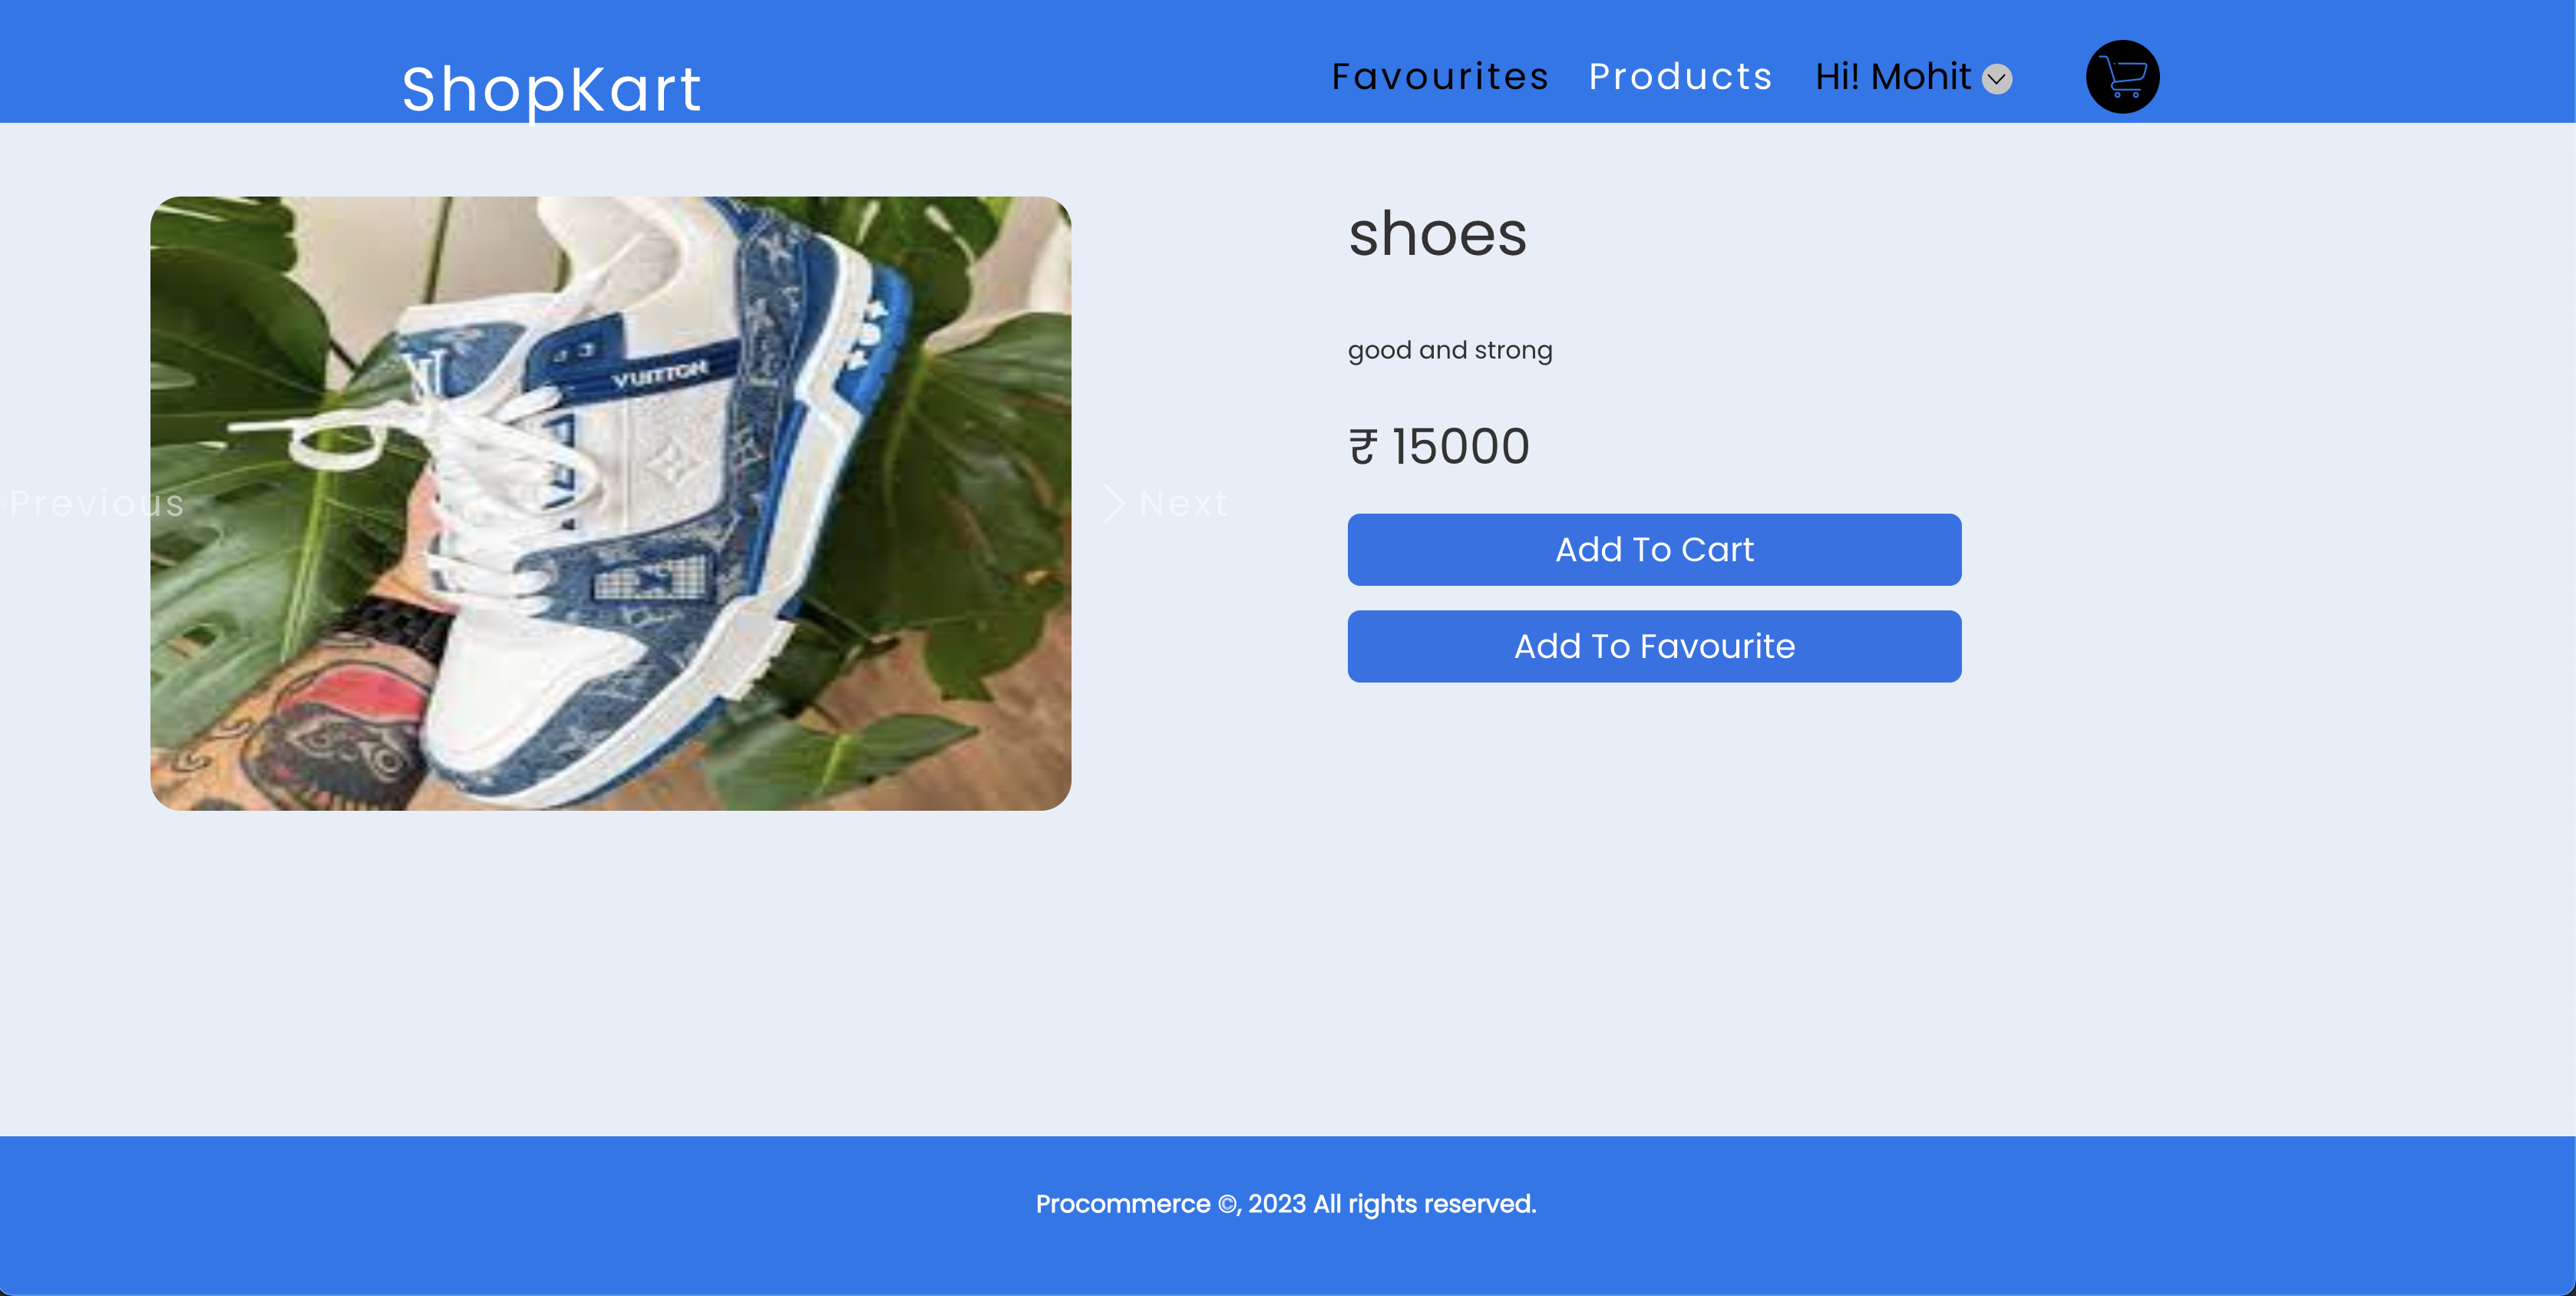 ShopKart
Favourites Products Hi! Mohit
shoes
good and strong
₹ 15000
VUITTON
LV
Previous
Next
Add To Cart
Add To Favourite
Procommerce ©, 2023 All rights reserved.